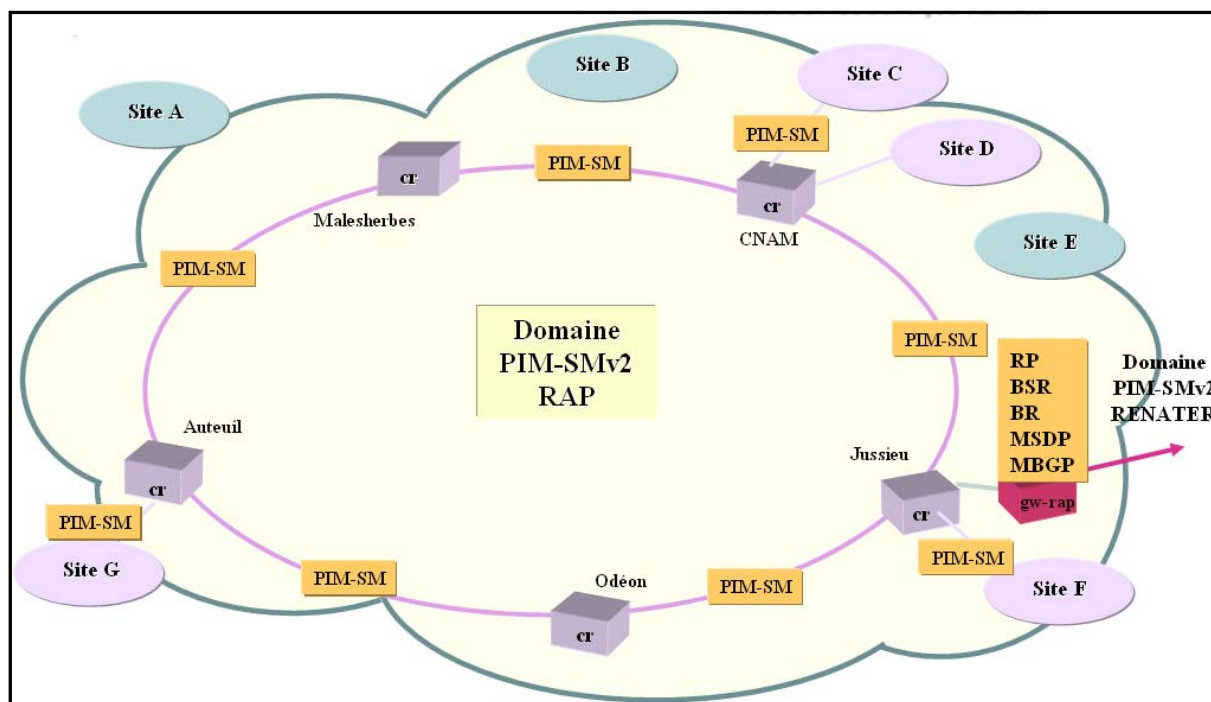 Site B
Site C
Site A
PIM-SM
PIM-SM
Site D
cr
cr
Malesherbes
CNAM
Site E
PIM-SM
Domaine
PIM-SMv2
RAP
PIM-SM
RP
BSR
BR
MSDP
MBGP
Domaine
PIM-SMv2
RENATER
Auteuil
Jussieu
cr
gw-rap
cr
PIM-SM
Site G
PIM-SM
PIM-SM
PIM-SM
Odéon
Site F
cr